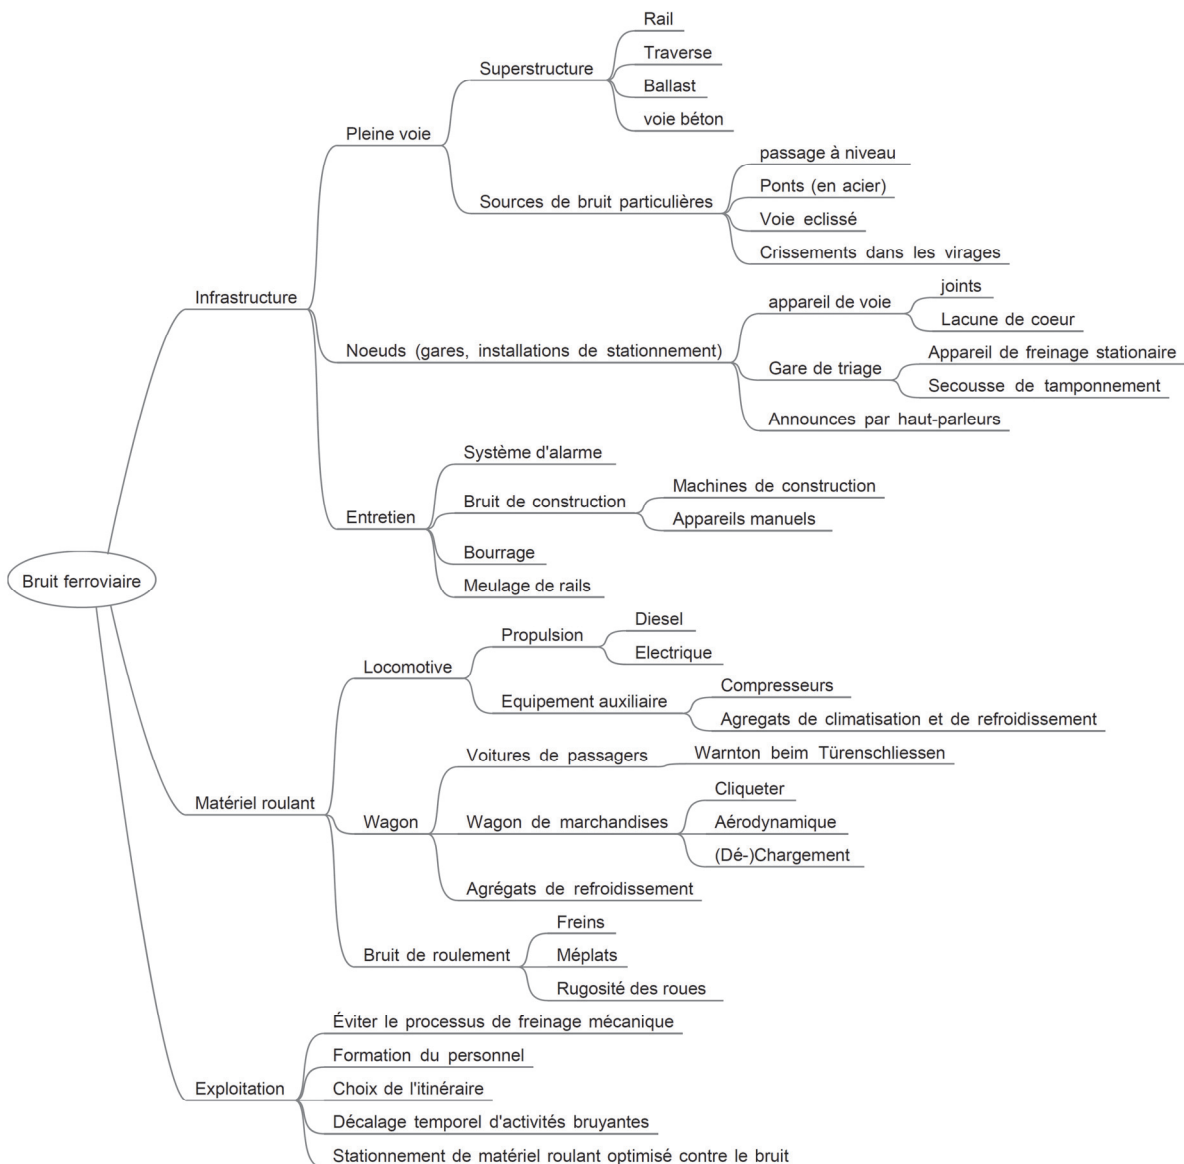 Rail
Traverse
Superstructure
Ballast
voie béton
Pleine voie
passage à niveau
Ponts (en acier)
Sources de bruit particulières
Voie eclissé
Crissements dans les virages
Infrastructure
joints
appareil de voie
Lacune de coeur
Noeuds (gares, installations de stationnement)
Appareil de freinage stationaire
Gare de triage
Secousse de tamponnement
Announces par haut-parleurs
Système d'alarme
Machines de construction
Bruit de construction
Appareils manuels
Entretien
Bourrage
Meulage de rails
Bruit ferroviaire
Diesel
Propulsion
Electrique
Locomotive
Compresseurs
Equipement auxiliaire
Agregats de climatisation et de refroidissement
Voitures de passagers
Warnton beim Türenschliessen
Matériel roulant
Cliqueter
Wagon
Wagon de marchandises
Aérodynamique
(Dé-)Chargement
Agrégats de refroidissement
Freins
Bruit de roulement
Méplats
Rugosité des roues
Éviter le processus de freinage mécanique
Formation du personnel
Exploitation
Choix de l'itinéraire
Décalage temporel d'activités bruyantes
Stationnement de matériel roulant optimisé contre le bruit